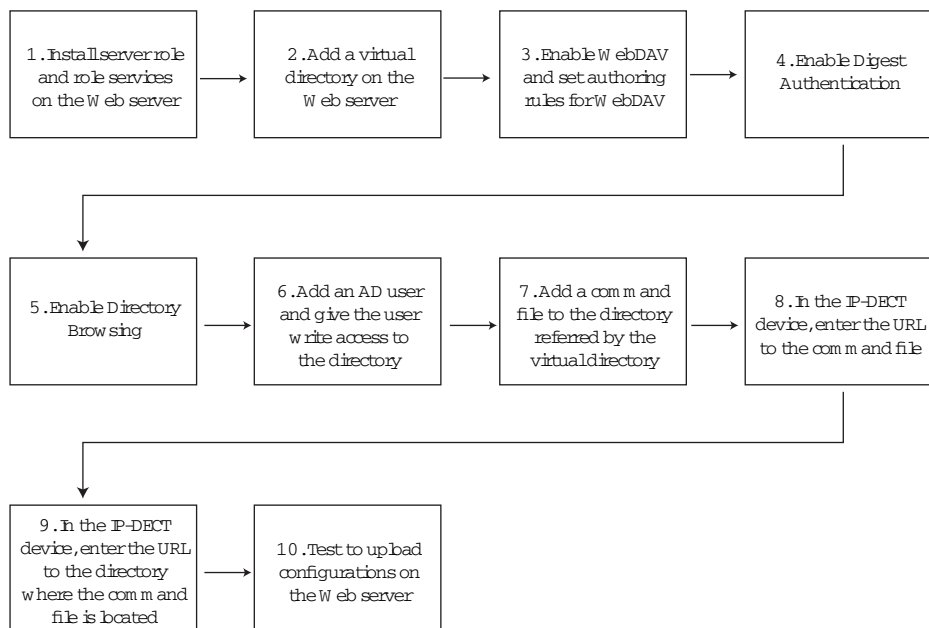 1. Install server role
and role services
on the Web server
2. Add a virtual
directory on the
Web server
3. Enable WebDAV
and set authoring
rules for WebDAV
4. Enable Digest
Authentication
5. Enable Directory
Browsing
6. Add an AD user
and give the user
write access to
the directory
7. Add a command
file to the directory
referred by the
virtual directory
8. In the IP-DECT
device, enter the URL
to the command file
9. In the IP-DECT
device, enter the URL
to the directory
where the command
file is located
10. Test to upload
configurations on
the Web server